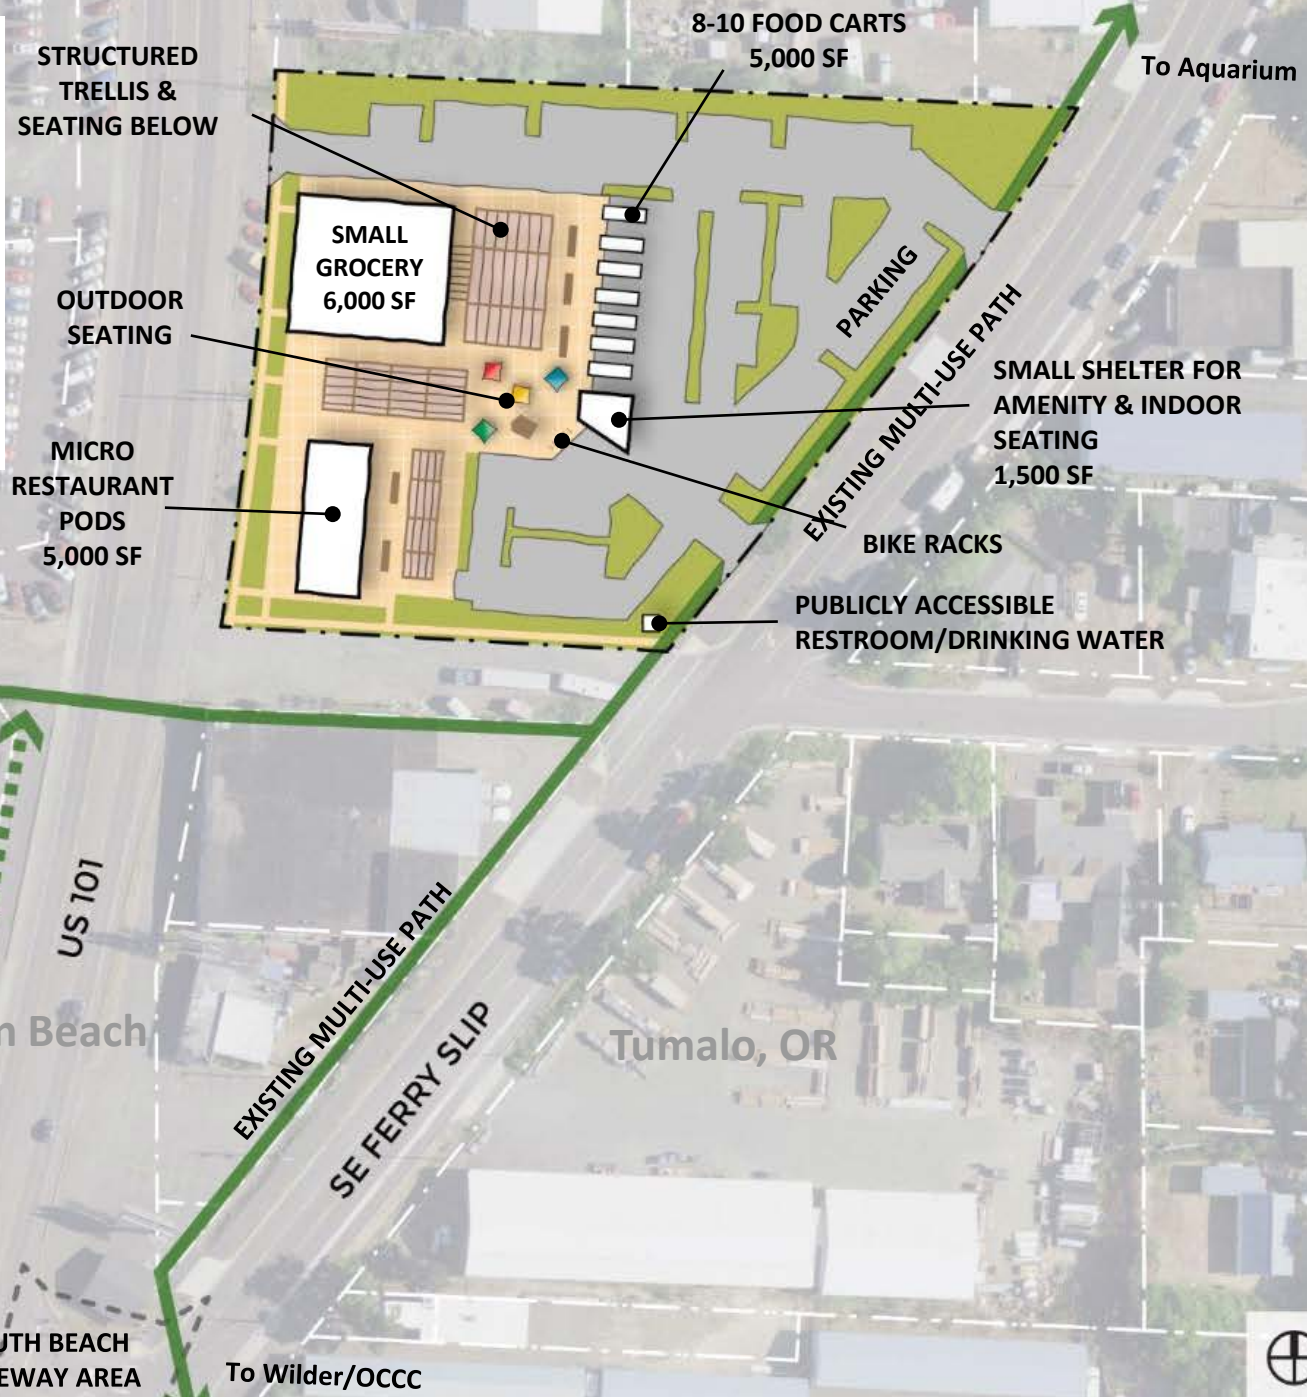 8-10 FOOD CARTS
5,000 SF
To Aquarium
STRUCTURED
TRELLIS &
SEATING BELOW
SMALL
GROCERY
6,000 SF
OUTDOOR
SEATING
PARKING
EXISTING MULTI-USE PATH
SMALL SHELTER FOR
AMENITY & INDOOR
SEATING
1,500 SF
MICRO
RESTAURANT
PODS
5,000 SF
BIKE RACKS
PUBLICLY ACCESSIBLE
RESTROOM/DRINKING WATER
US 101
EXISTING MULTI-USE PATH
SE FERRY SLIP
Beach
Tumalo, OR
UTH BEACH
EWAY AREA
To Wilder/OCCC